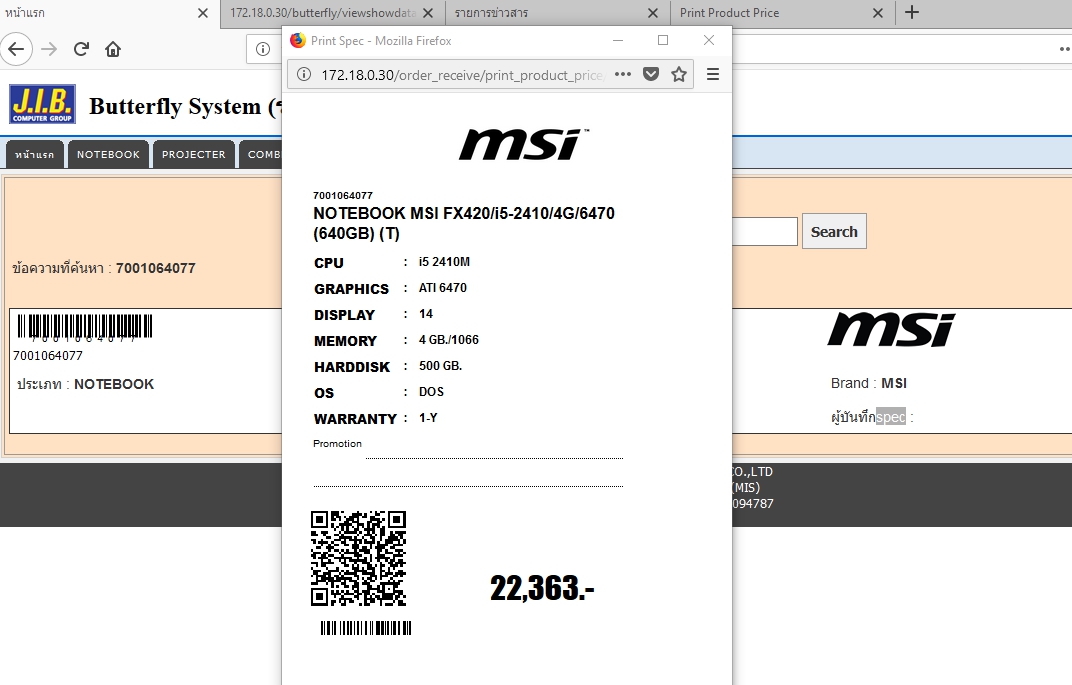 หน้าแรก
172.18.0.30/butterfly/viewshowdata
รายการข่าวสาร
Print Product Price
Print Spec - Mozilla Firefox
172.18.0.30/order_receive/print_product_price/
J.I.B.
COMPUTER GROUP
Butterfly System (
หน้าแรก
NOTEBOOK
PROJECTER
COMB
Search
ข้อความที่ค้นหา : 7001064077
7001064077
7001064077
ประเภท : NOTEBOOK
msi
Brand : MSI
ผู้บันทึกspec :
CO.,LTD
(MIS)
094787
msi™
7001064077
NOTEBOOK MSI FX420/i5-2410/4G/6470
(640GB) (T)
CPU : i5 2410M
GRAPHICS : ATI 6470
DISPLAY : 14
MEMORY : 4 GB./1066
HARDDISK : 500 GB.
OS : DOS
WARRANTY : 1-Y
Promotion
22,363.-